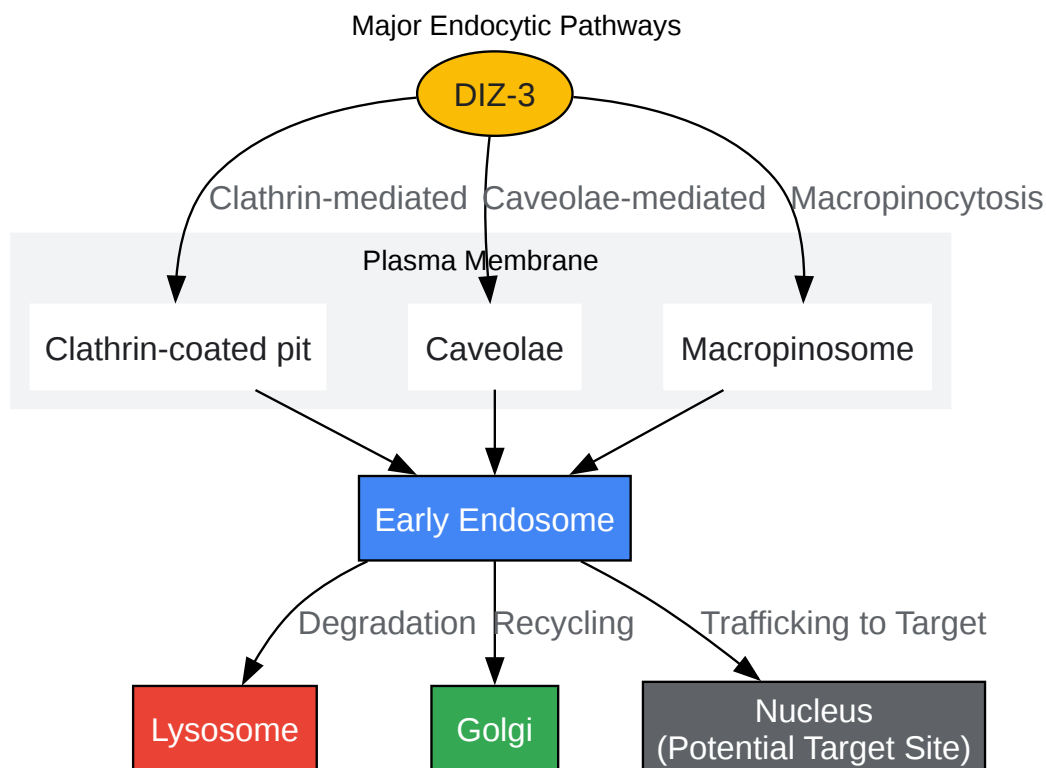 Major Endocytic Pathways
DIZ-3
Clathrin-mediated
Caveolae-mediated
Macropinocytosis
Plasma Membrane
Clathrin-coated pit
Caveolae
Macropinosome
Early Endosome
Degradation
Recycling
Trafficking to Target
Lysosome
Golgi
Nucleus
(Potential Target Site)